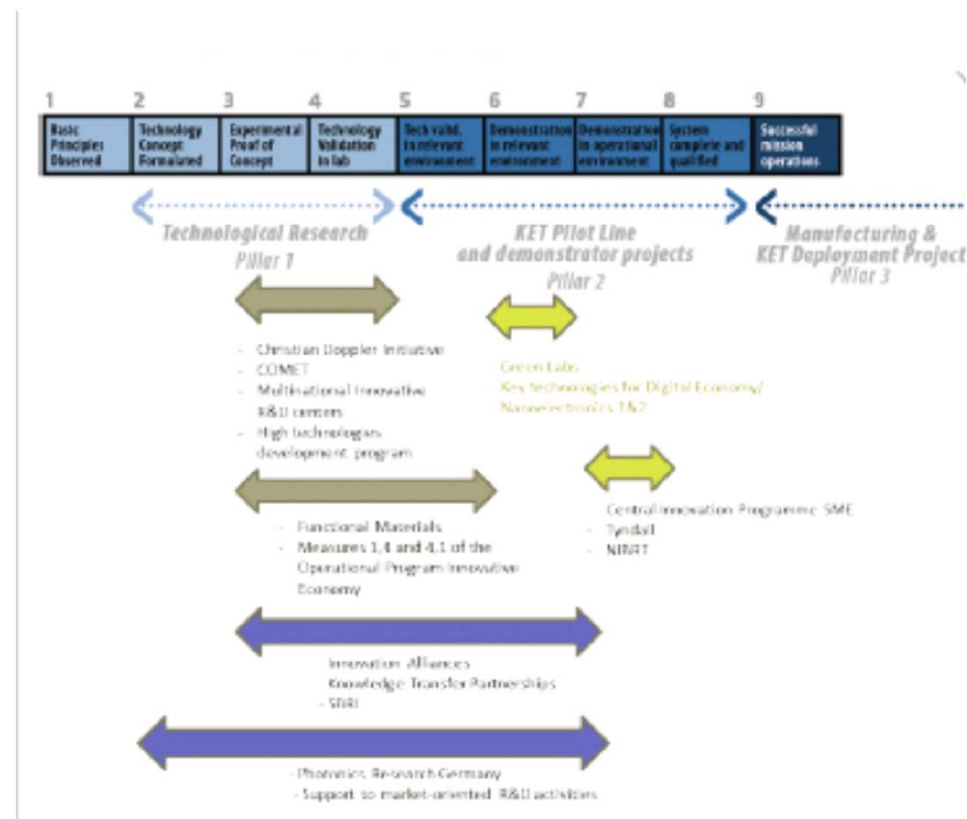 1 2 3 4 5 6 7 8 9
Basic Principles Observed
Technology Concept Formulated
Experimental Proof of Concept
Technology Validation in lab
Tech valid. in relevant environment
Demonstration in relevant environment
Demonstration in operational environment
System complete and qualified
Successful mission operations
Technological Research
Pillar 1
KET Pilot Line
and demonstrator projects
Pillar 2
Manufacturing &
KET Deployment Project
Pillar 3
- Christian Doppler Initiative
- COMET
- Multinational Innovative
R&D centers
- High technologies
development program
Green Labs
- Key technologies for Digital Economy/
Nanoelectronics 1&2
Central Innovation Programme SME
- Tyndall
- NIBRT
- Functional Materials
- Measures 1.4 and 4.1 of the
Operational Program Innovative
Economy
Innovation Alliances
Knowledge Transfer Partnerships
- SBRI
- Photonics Research Germany
- Support to market-oriented R&D activities